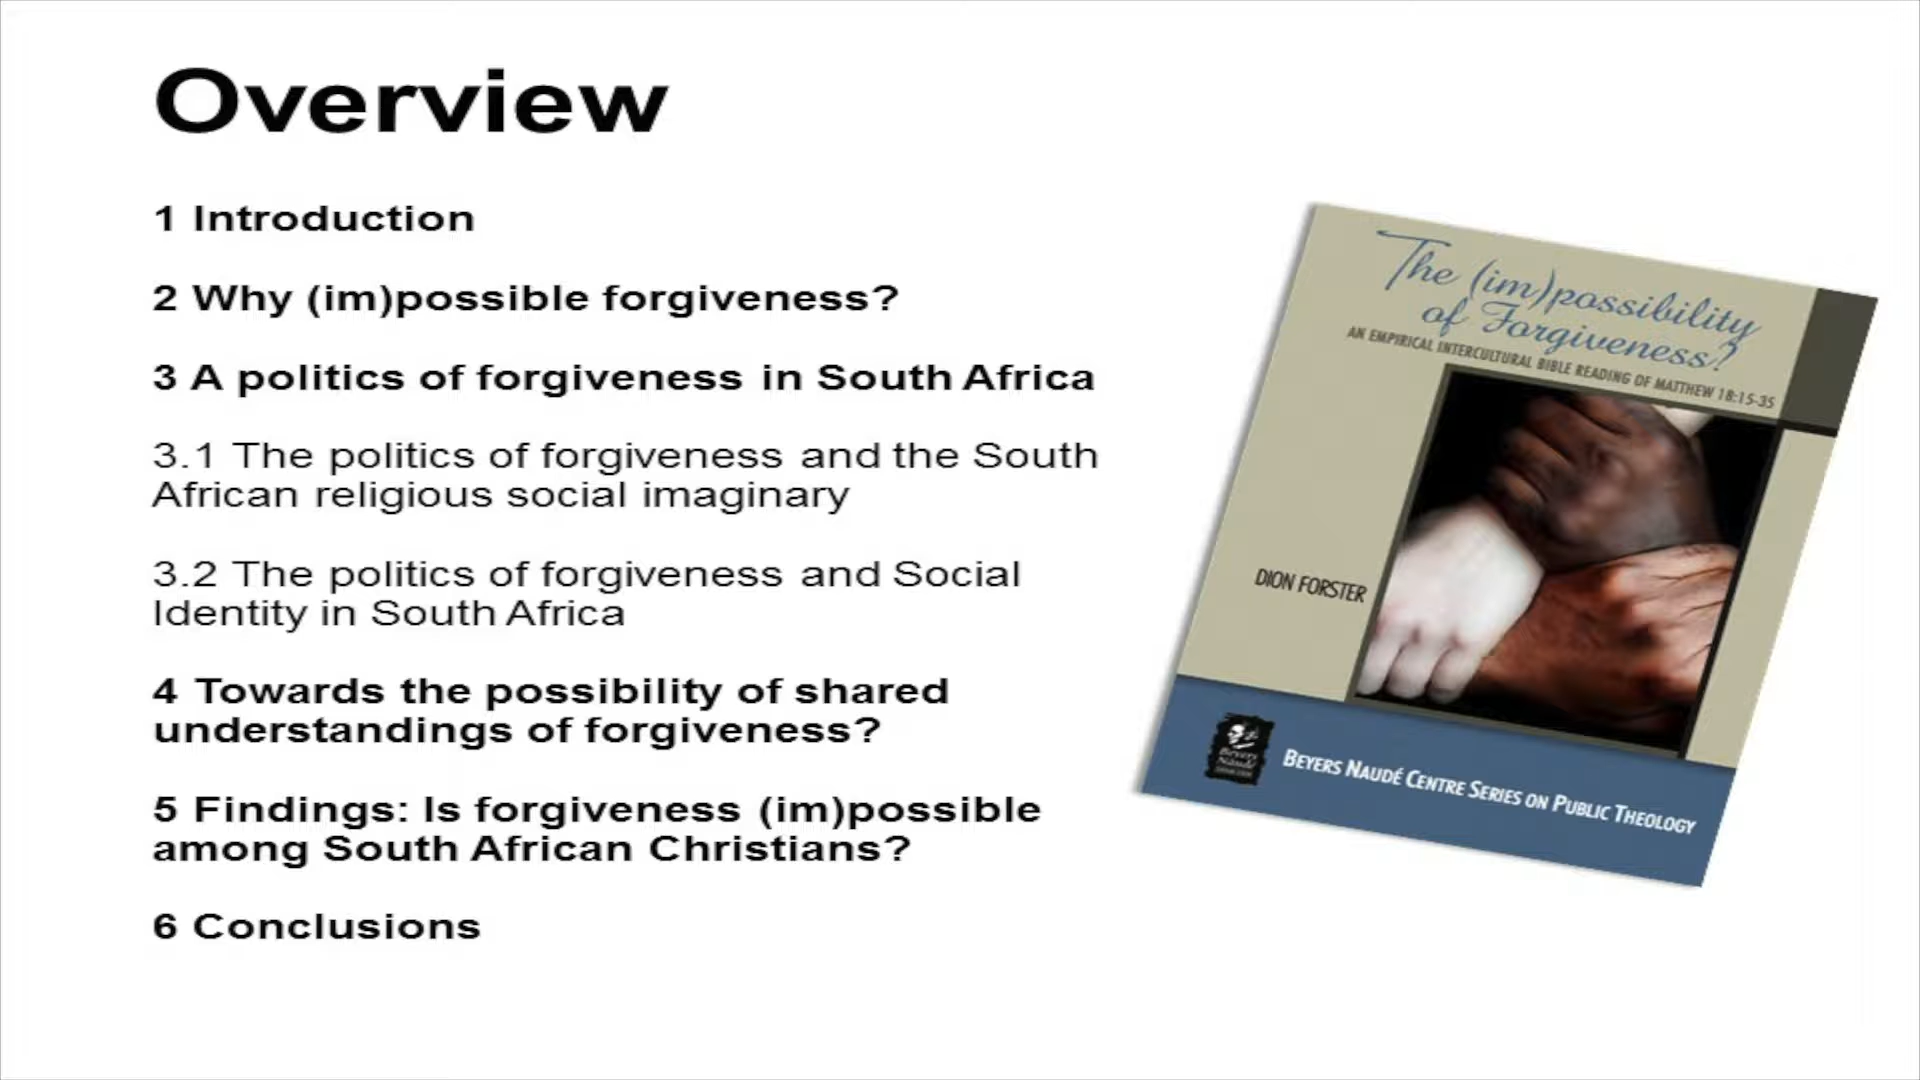 Overview
1 Introduction
2 Why (im)possible forgiveness?
3 A politics of forgiveness in South Africa
3.1 The politics of forgiveness and the South
African religious social imaginary
3.2 The politics of forgiveness and Social
Identity in South Africa
4 Towards the possibility of shared
understandings of forgiveness?
5 Findings: Is forgiveness (im)possible
among South African Christians?
6 Conclusions
The (im)possibility
of Forgiveness?
AN EMPIRICAL INTERCULTURAL BIBLE READING OF MATTHEW 18:15-35
DION FORSTER
Beyers
Naudé
BEYERS NAUDÉ CENTRE SERIES ON PUBLIC THEOLOGY